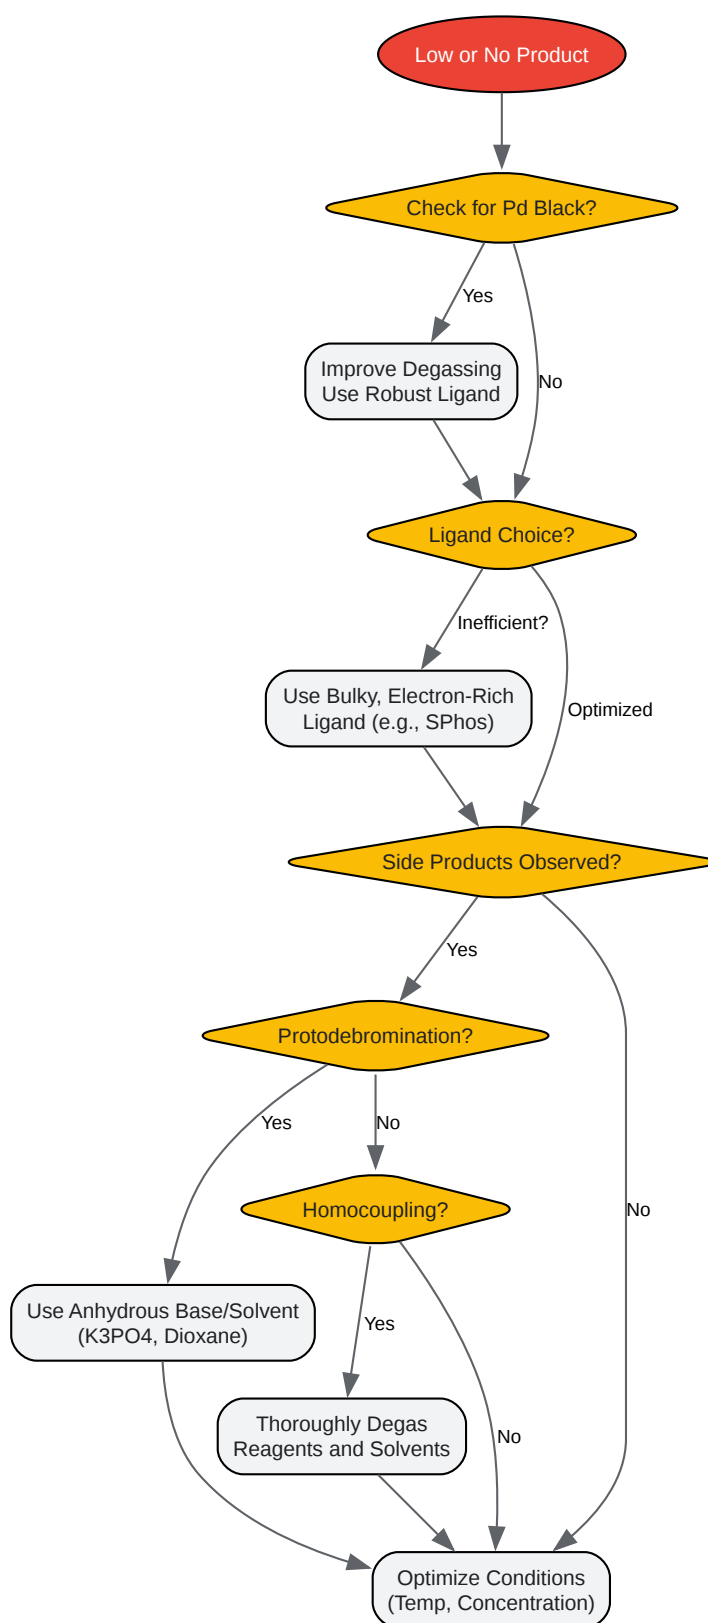 Low or No Product
Check for Pd Black?
Yes
Improve Degassing
Use Robust Ligand
No
Ligand Choice?
Inefficient?
Use Bulky, Electron-Rich
Ligand (e.g., SPhos)
Optimized
Side Products Observed?
Yes
Protodebromination?
Yes
No
Homocoupling?
No
Use Anhydrous Base/Solvent
(K3PO4, Dioxane)
Yes
Thoroughly Degas
Reagents and Solvents
No
Optimize Conditions
(Temp, Concentration)